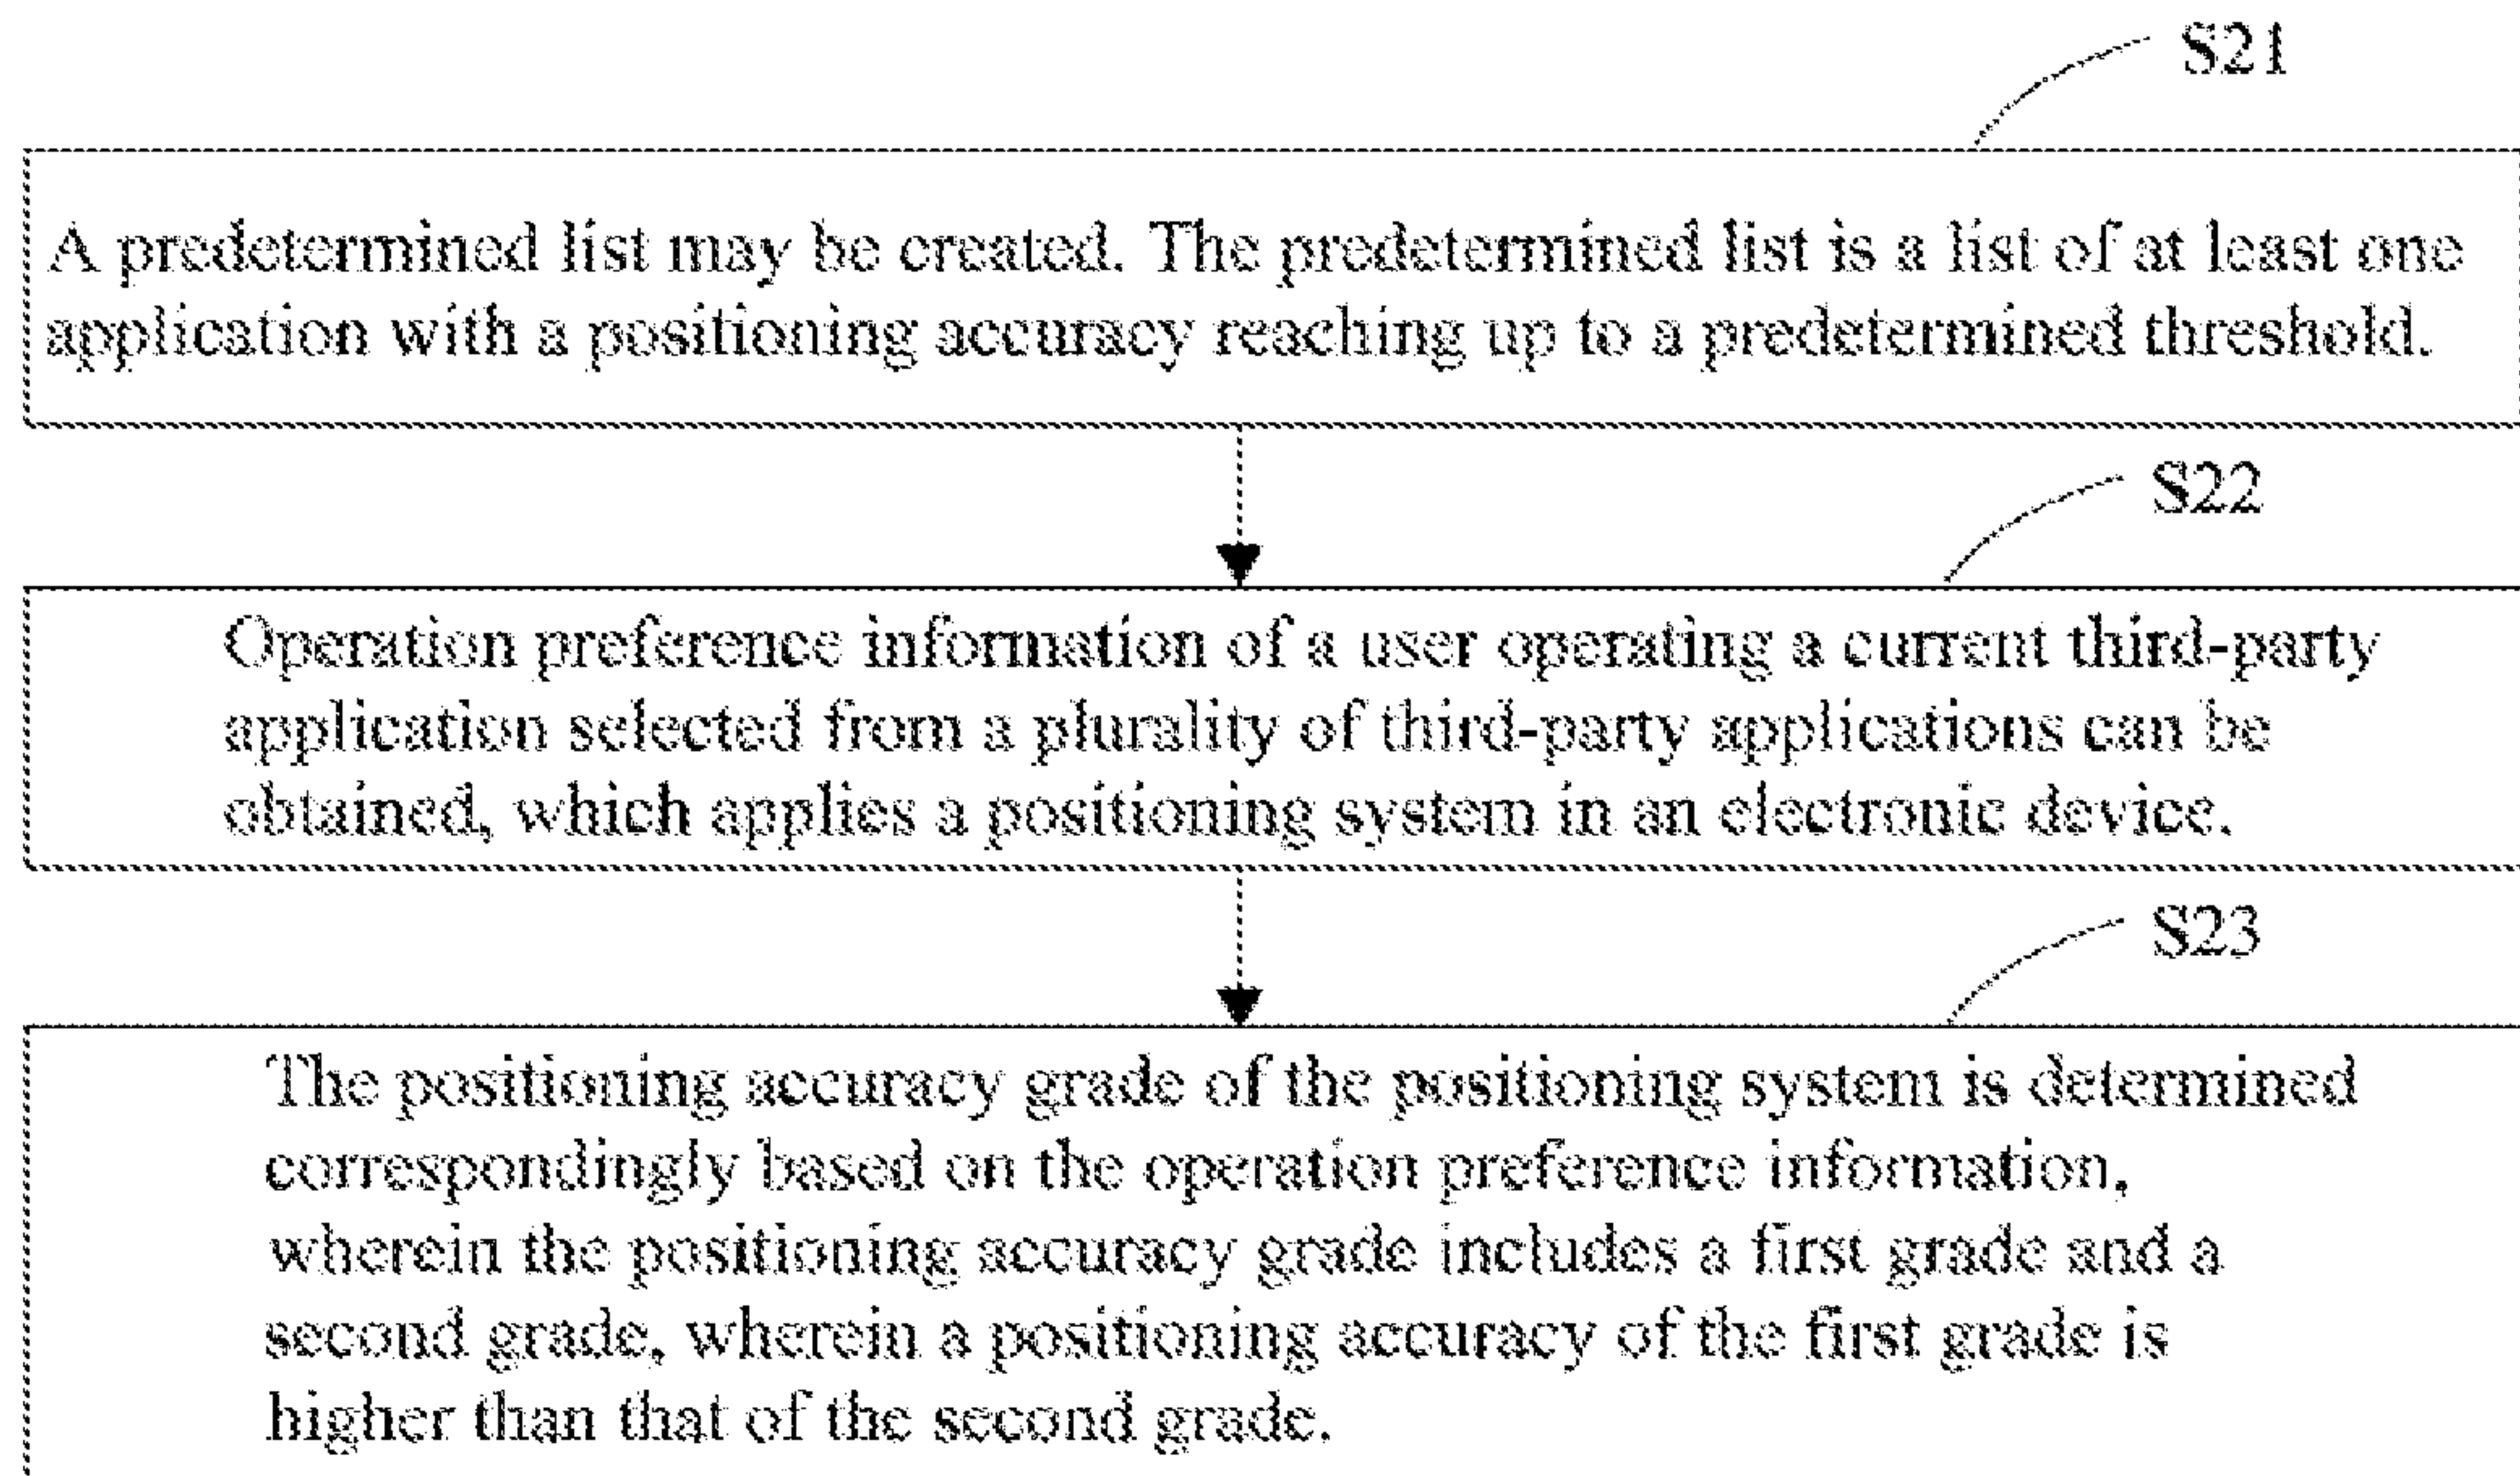 S21
A predetermined list may be created. The predetermined list is a list of at least one
application with a positioning accuracy reaching up to a predetermined threshold.
S22
Operation preference information of a user operating a current third-party
application selected from a plurality of third-party applications can be
obtained, which applies a positioning system in an electronic device.
S23
The positioning accuracy grade of the positioning system is determined
correspondingly based on the operation preference information,
wherein the positioning accuracy grade includes a first grade and a
second grade, wherein a positioning accuracy of the first grade is
higher than that of the second grade.